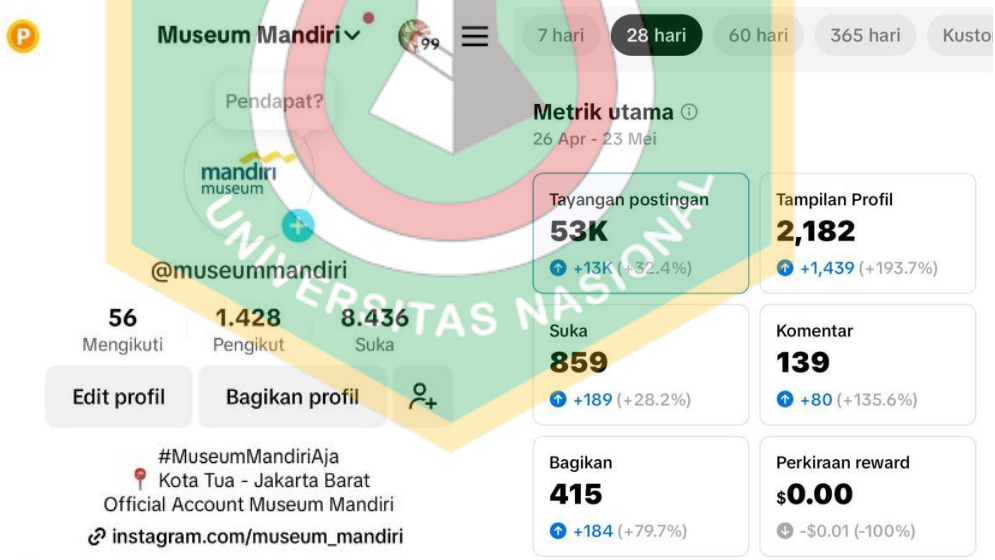 P
Museum Mandiri
99
Pendapat?
mandiri
museum
@museummandiri
56
Mengikuti
1.428
Pengikut
8.436
Suka
Edit profil
Bagikan profil
#MuseumMandiriAja
📍 Kota Tua - Jakarta Barat
Official Account Museum Mandiri
instagram.com/museum_mandiri
7 hari
28 hari
60 hari
365 hari
Kusto
Metrik utama
26 Apr - 23 Mei
Tayangan postingan
53K
+13K (+32.4%)
Tampilan Profil
2,182
+1,439 (+193.7%)
Suka
859
+189 (+28.2%)
Komentar
139
+80 (+135.6%)
Bagikan
415
+184 (+79.7%)
Perkiraan reward
$0.00
-$0.01 (-100%)
UNIVERSITAS NASIONAL